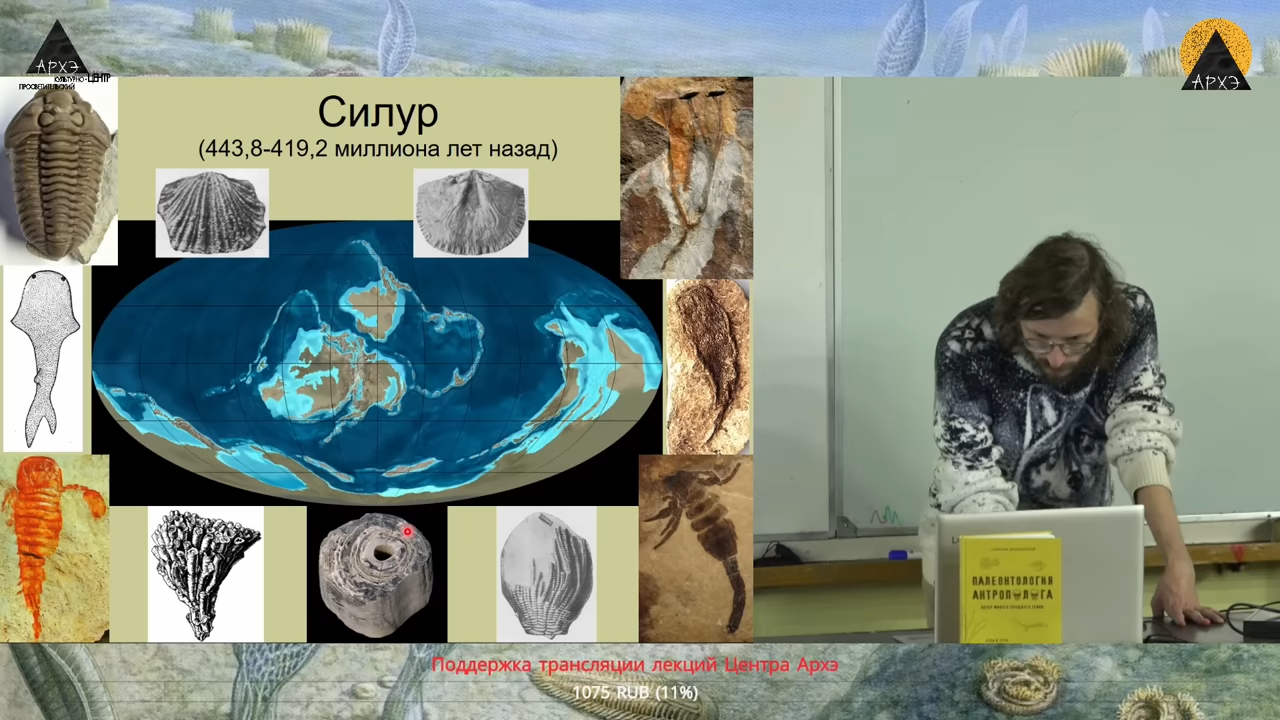 АРХЭ
КУЛЬТУРНО-ЦЕНТР
ПРОСВЕТИТЕЛЬСКИЙ
АРХЭ
Силур
(443,8-419,2 миллиона лет назад)
ПАЛЕОНТОЛОГИЯ
АНТРОПОЛОГА
Поддержка трансляции лекций Центра Архэ
1075 RUB (11%)